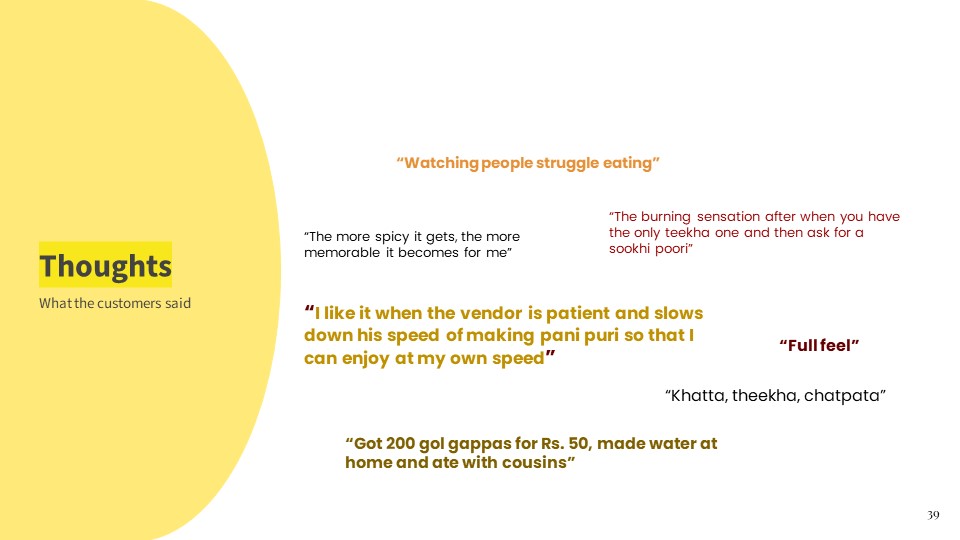 Thoughts
What the customers said
“Watching people struggle eating”
“The more spicy it gets, the more
memorable it becomes for me”
“The burning sensation after when you have
the only teekha one and then ask for a
sookhi poori”
“I like it when the vendor is patient and slows
down his speed of making pani puri so that I
can enjoy at my own speed”
“Full feel”
“Khatta, theekha, chatpata”
“Got 200 gol gappas for Rs. 50, made water at
home and ate with cousins”
39